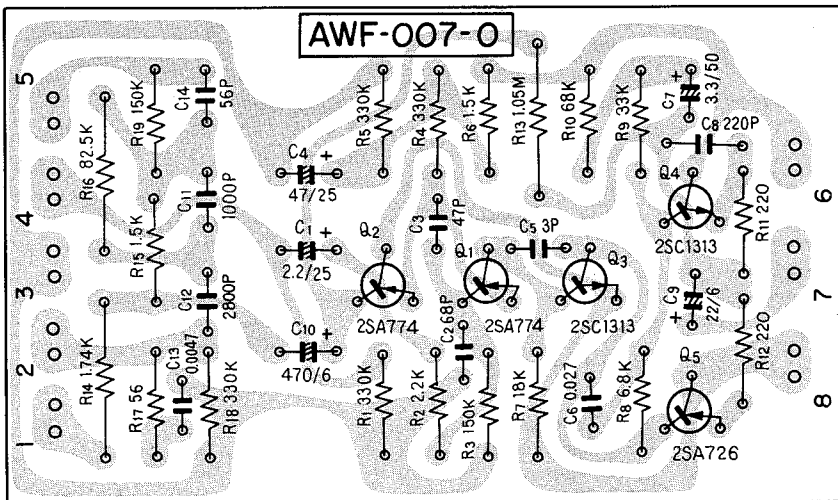 AWF-007-0
5
4
3
2
1
6
7
8
R16 82.5K
R19 150K
C14 56P
C11 1000P
R15 1.5K
C12 2800P
R14 1.74K
R17 56
C13 0.0047
R18 330K
C4 +
47/25
C1 +
2.2/25
C10 +
470/6
R5 330K
R4 330K
R6 1.5K
R13 1.05M
R10 68K
R9 33K
C7 + 3.3/50
C8 220P
Q4
2SC1313
R11 220
C3 47P
C5 3P
Q2
2SA774
Q1
2SA774
Q3
2SC1313
C9 + 22/6
R12 220
C2 68P
R1 330K
R2 2.2K
R3 150K
R7 18K
C6 0.027
R8 6.8K
Q5
2SA726